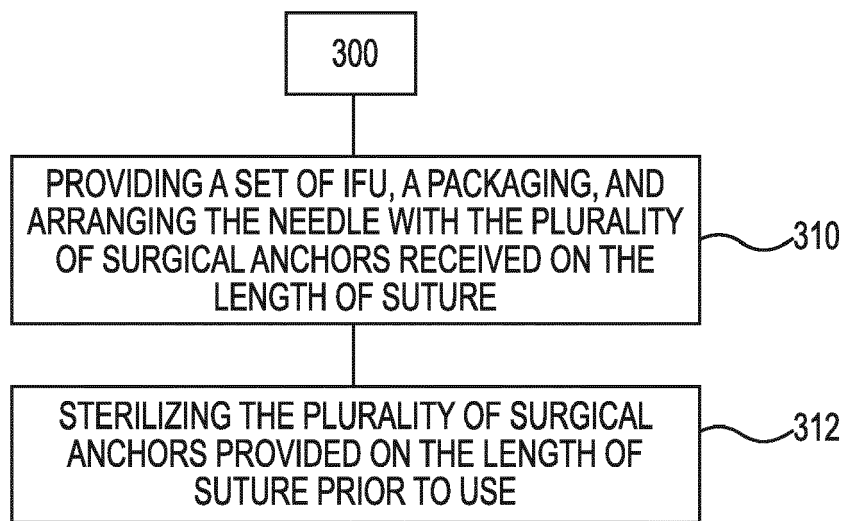 300
PROVIDING A SET OF IFU, A PACKAGING, AND
ARRANGING THE NEEDLE WITH THE PLURALITY
OF SURGICAL ANCHORS RECEIVED ON THE
LENGTH OF SUTURE
310
STERILIZING THE PLURALITY OF SURGICAL
ANCHORS PROVIDED ON THE LENGTH OF
SUTURE PRIOR TO USE
312